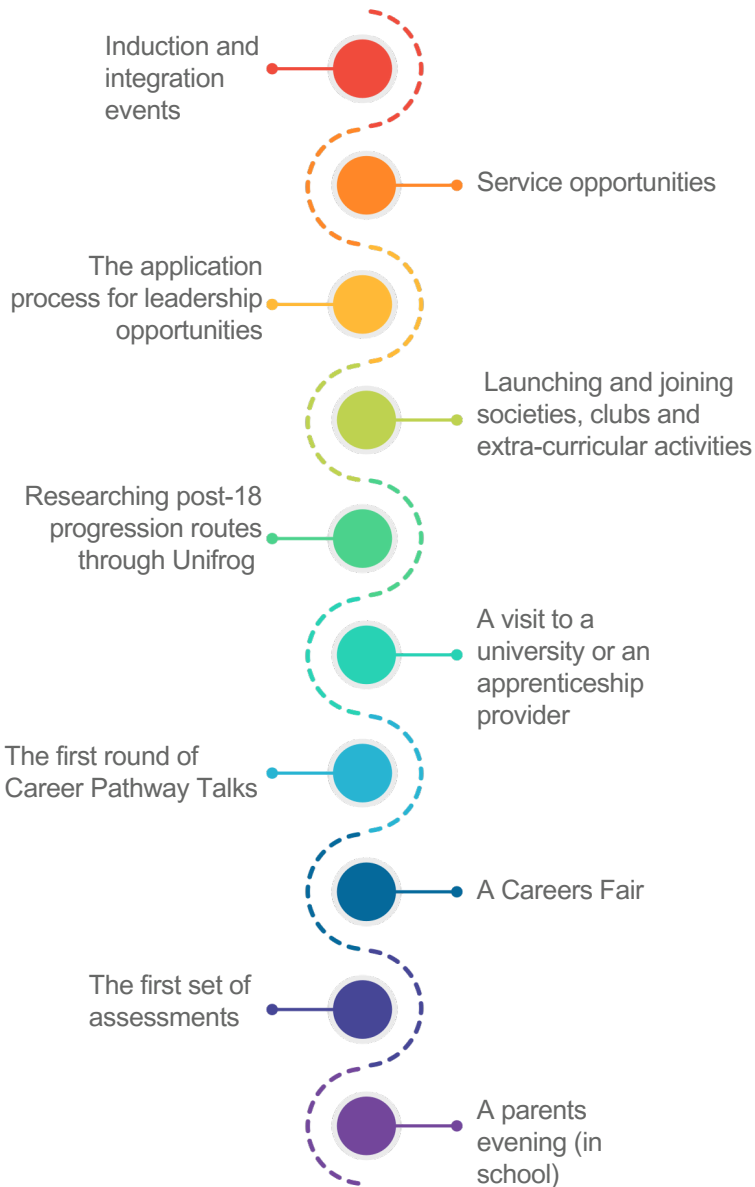 Induction and
integration
events
Service opportunities
The application
process for leadership
opportunities
Launching and joining
societies, clubs and
extra-curricular activities
Researching post-18
progression routes
through Unifrog
A visit to a
university or an
apprenticeship
provider
The first round of
Career Pathway Talks
A Careers Fair
The first set of
assessments
A parents
evening (in
school)